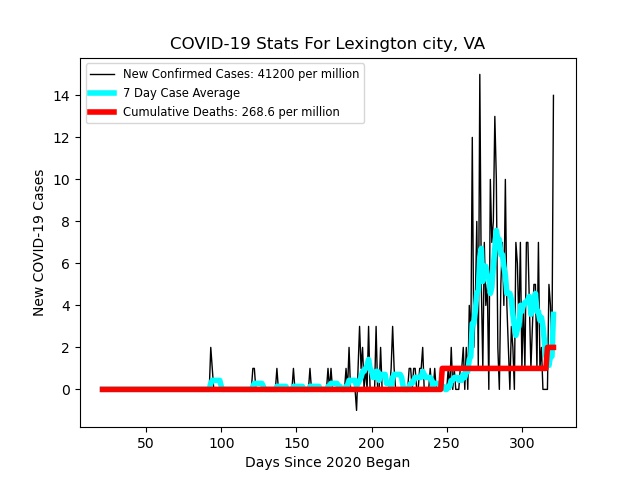 COVID-19 Stats For Lexington city, VA
New Confirmed Cases: 41200 per million
7 Day Case Average
Cumulative Deaths: 268.6 per million
New COVID-19 Cases
14
12
10
8
6
4
2
0
50 100 150 200 250 300
Days Since 2020 Began